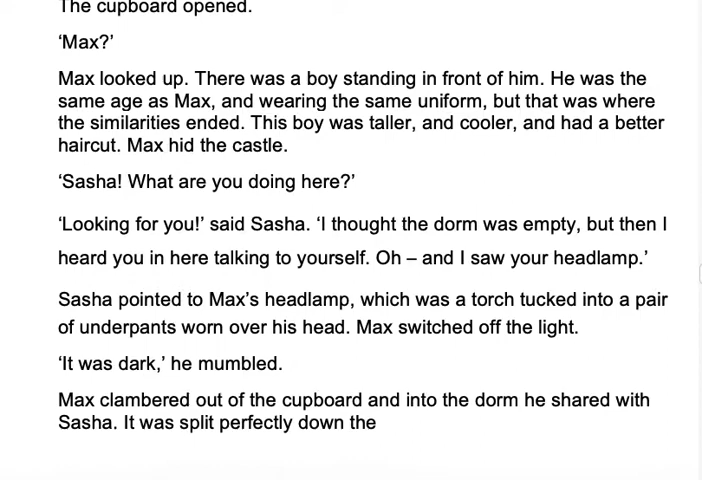 The cupboard opened.
‘Max?’
Max looked up. There was a boy standing in front of him. He was the
same age as Max, and wearing the same uniform, but that was where
the similarities ended. This boy was taller, and cooler, and had a better
haircut. Max hid the castle.
‘Sasha! What are you doing here?’
‘Looking for you!’ said Sasha. ‘I thought the dorm was empty, but then I
heard you in here talking to yourself. Oh – and I saw your headlamp.’
Sasha pointed to Max’s headlamp, which was a torch tucked into a pair
of underpants worn over his head. Max switched off the light.
‘It was dark,’ he mumbled.
Max clambered out of the cupboard and into the dorm he shared with
Sasha. It was split perfectly down the